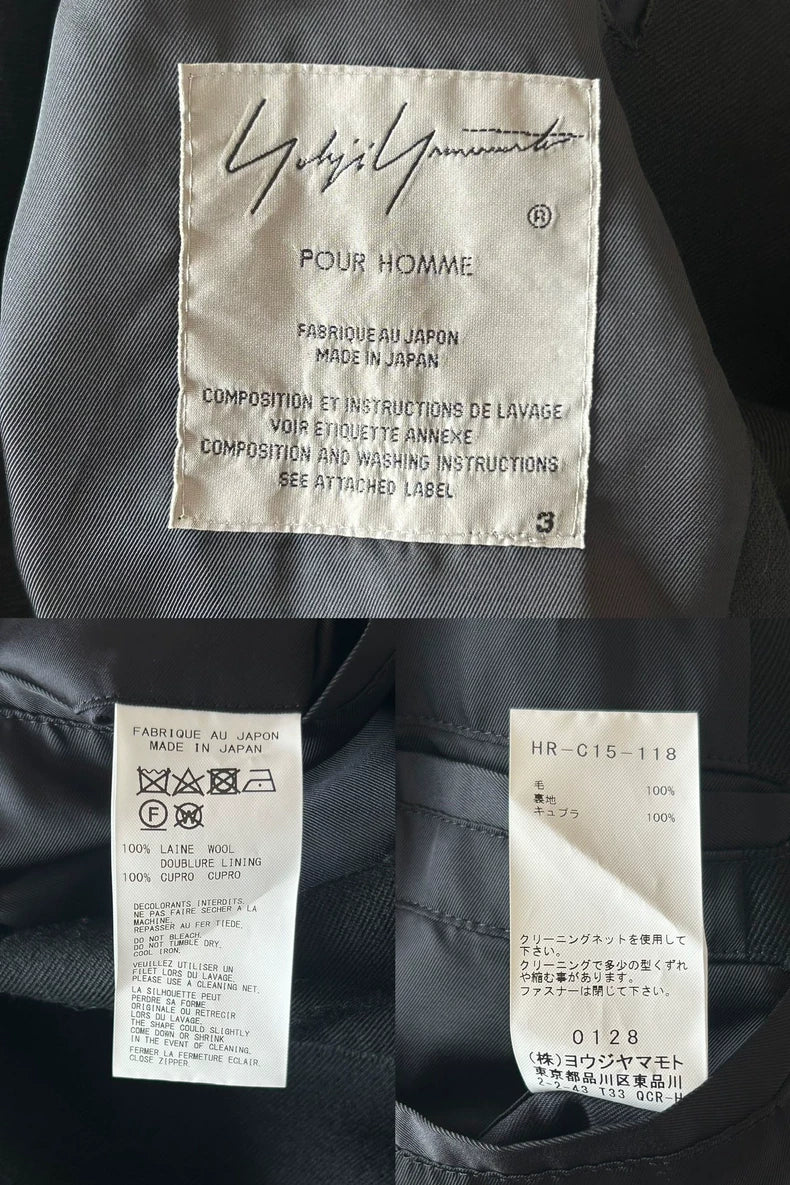 Yohji Yamamoto
®
POUR HOMME
FABRIQUE AU JAPON
MADE IN JAPAN
COMPOSITION ET INSTRUCTIONS DE LAVAGE
VOIR ETIQUETTE ANNEXE
COMPOSITION AND WASHING INSTRUCTIONS
SEE ATTACHED LABEL
3
FABRIQUE AU JAPON
MADE IN JAPAN
F W
100% LAINE WOOL
DOUBLURE LINING
100% CUPRO CUPRO
DECOLORANTS INTERDITS.
NE PAS FAIRE SECHER A LA
MACHINE.
REPASSER AU FER TIEDE.
DO NOT BLEACH.
DO NOT TUMBLE DRY.
COOL IRON.
VEUILLEZ UTILISER UN
FILET LORS DU LAVAGE.
PLEASE USE A CLEANING NET.
LA SILHOUETTE PEUT
PERDRE SA FORME
ORIGINALE OU RETRECIR
LORS DU LAVAGE.
THE SHAPE COULD SLIGHTLY
COME DOWN OR SHRINK
IN THE EVENT OF CLEANING.
FERMER LA FERMETURE ECLAIR.
CLOSE ZIPPER.
HR-C15-118
毛 100%
裏地
キュプラ 100%
クリーニングネットを使用して
下さい。
クリーニングで多少の型くずれ
や縮む事があります。
ファスナーは閉じて下さい。
0128
(株)ヨウジヤマモト
東京都品川区東品川
2-2-43 T33 QCR-H